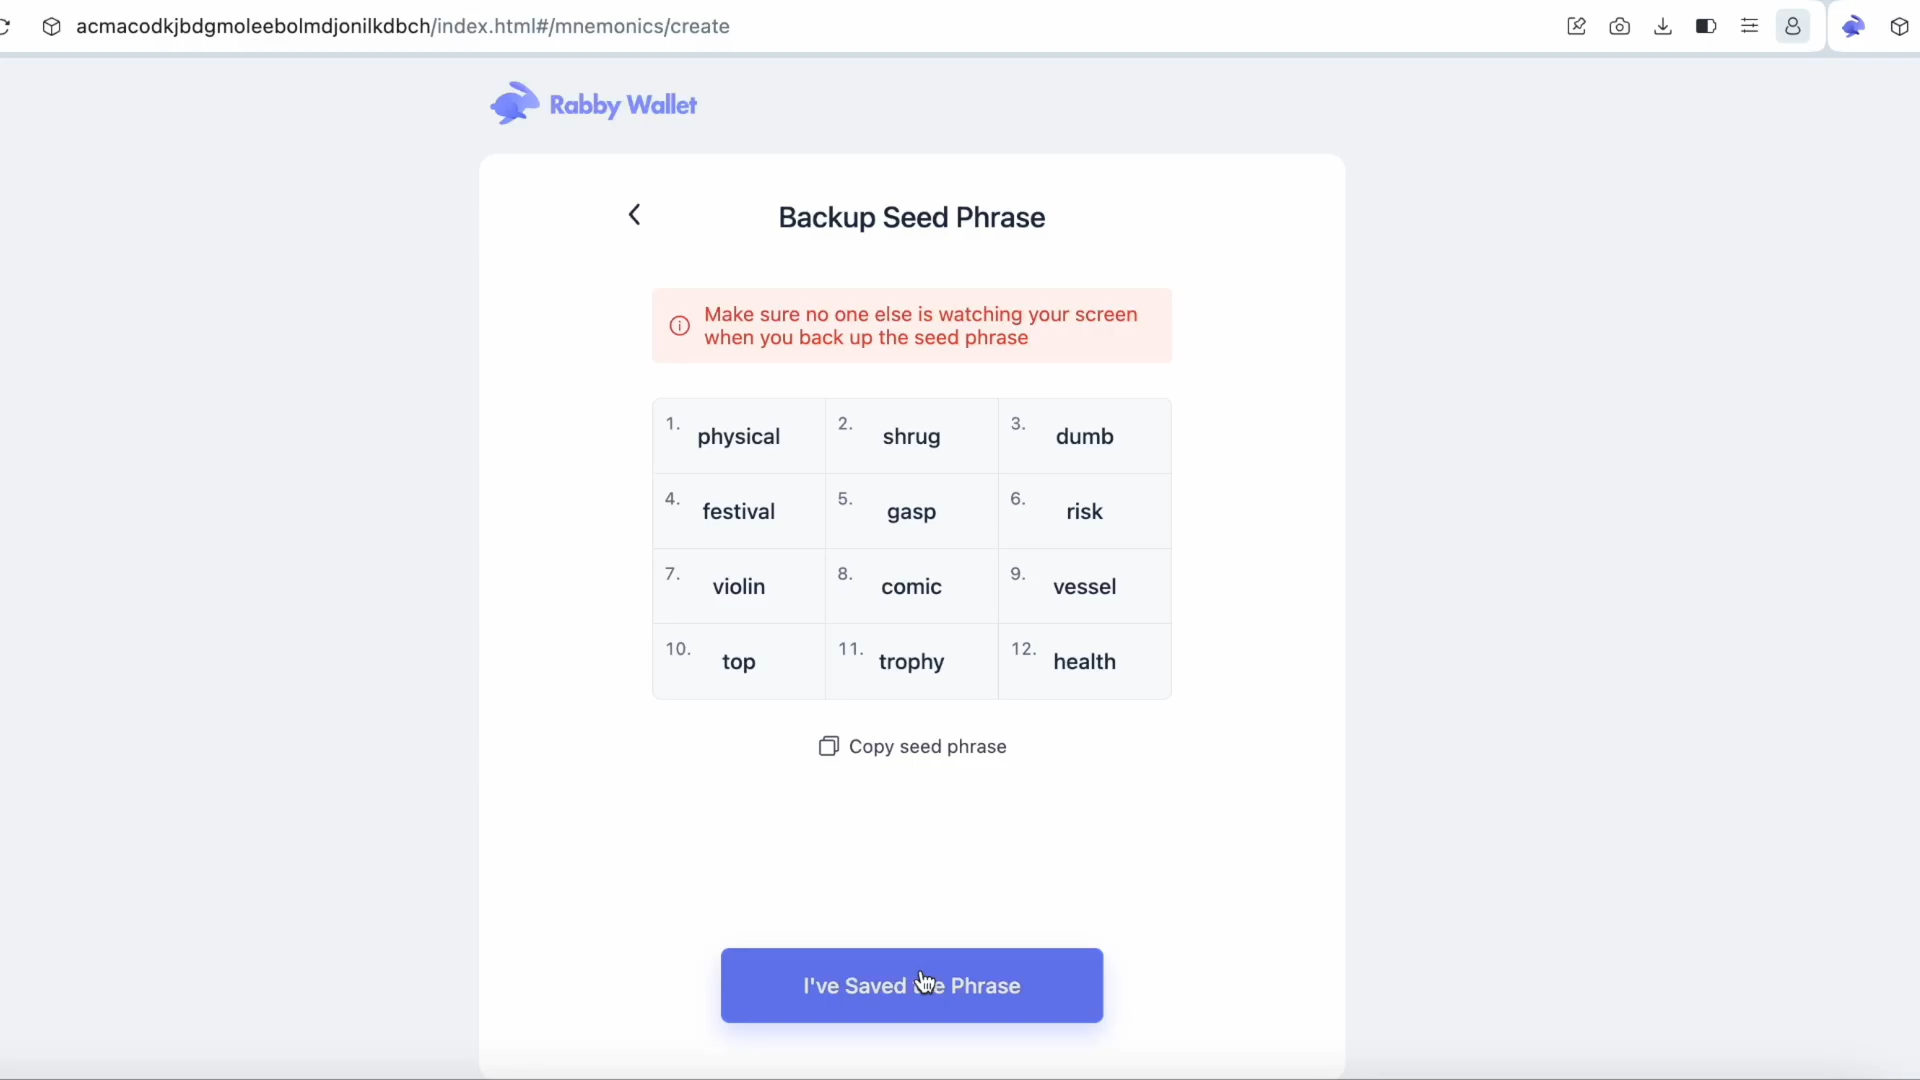 acmacodkjbdgmoleebolmdjonilkdbch/index.html#/mnemonics/create
Rabby Wallet
Backup Seed Phrase
Make sure no one else is watching your screen
when you back up the seed phrase
1. physical 2. shrug 3. dumb
4. festival 5. gasp 6. risk
7. violin 8. comic 9. vessel
10. top 11. trophy 12. health
Copy seed phrase
I've Saved the Phrase